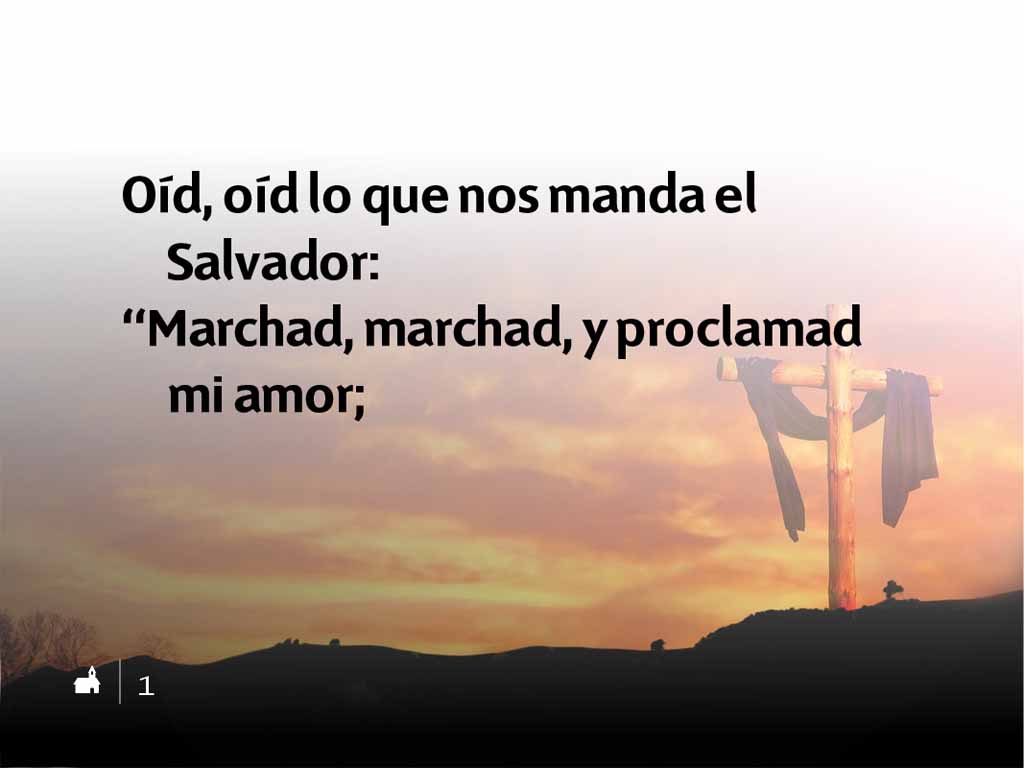 Oíd, oíd lo que nos manda el
Salvador:
“Marchad, marchad, y proclamad
mi amor;
1